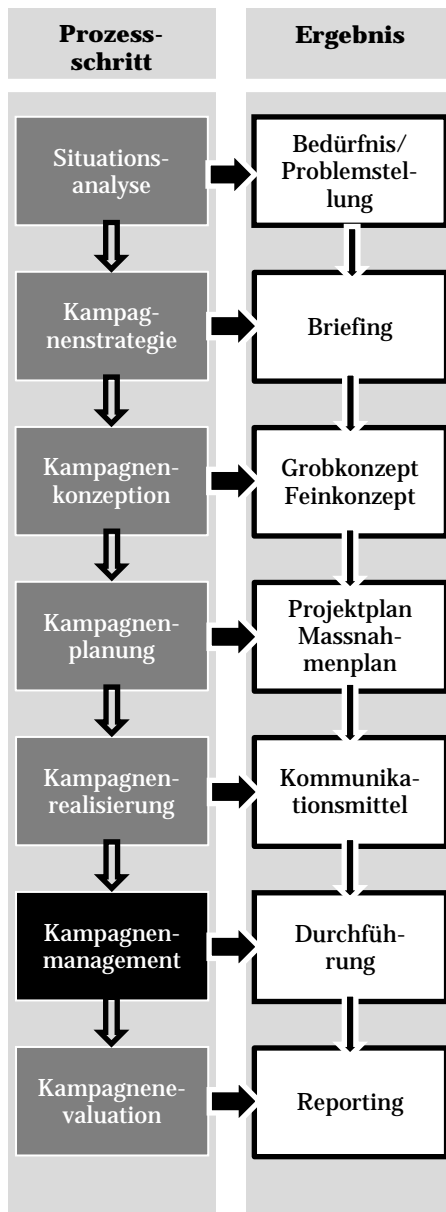 Prozess-
schritt
Ergebnis
Situations-
analyse
Bedürfnis/
Problemstel-
lung
Kampag-
nenstrategie
Briefing
Kampagnen-
konzeption
Grobkonzept
Feinkonzept
Kampagnen-
planung
Projektplan
Massnah-
menplan
Kampagnen-
realisierung
Kommunika-
tionsmittel
Kampagnen-
management
Durchfüh-
rung
Kampagnene-
valuation
Reporting